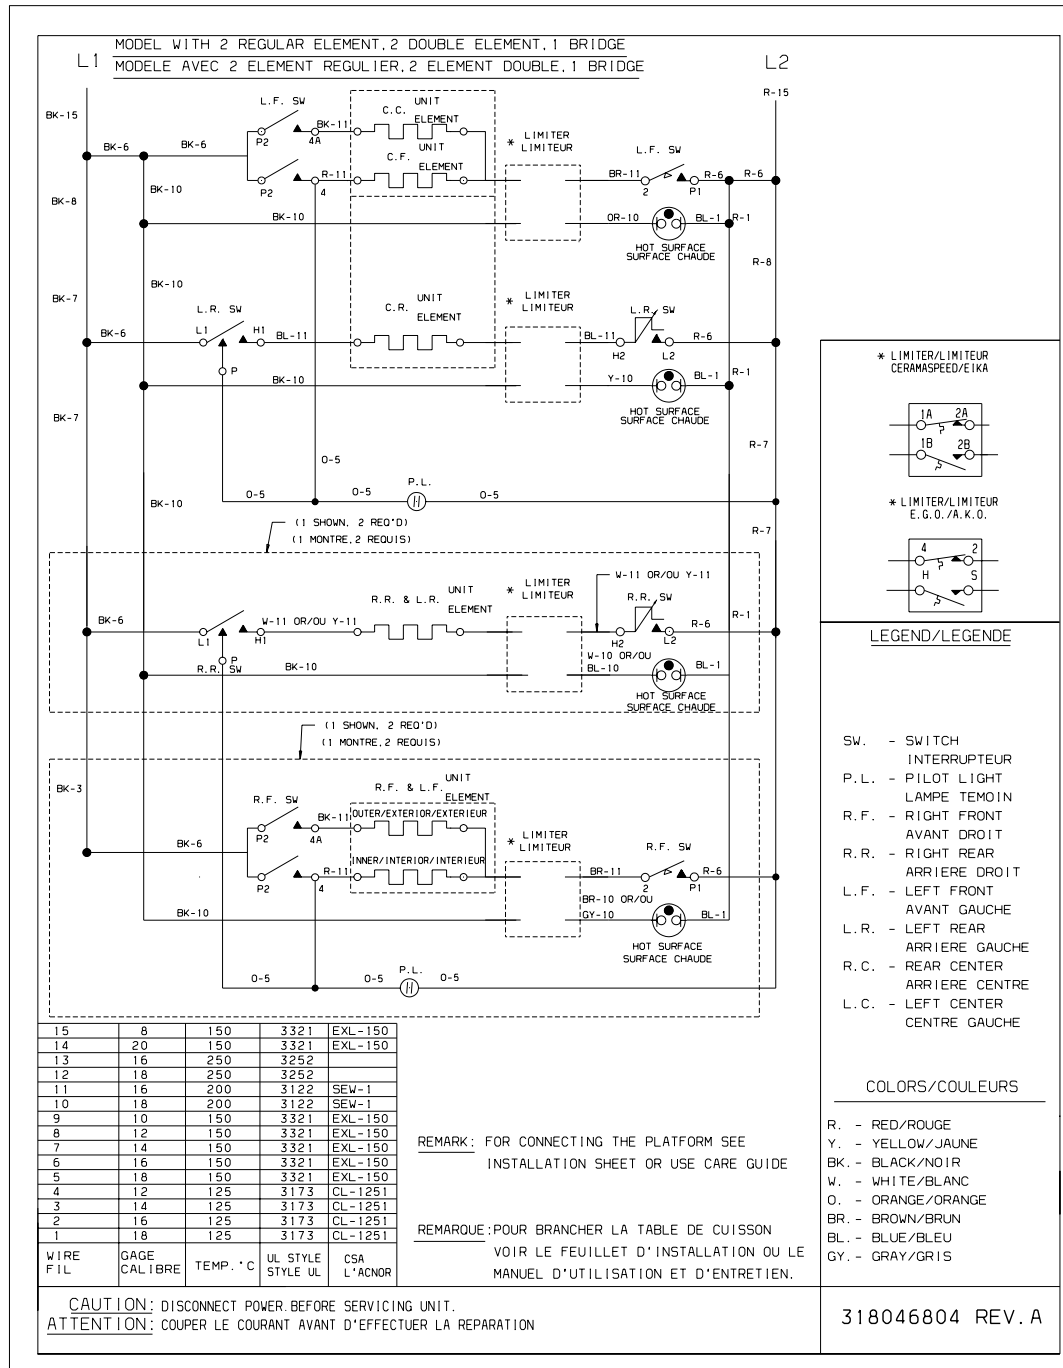 MODEL WITH 2 REGULAR ELEMENT, 2 DOUBLE ELEMENT, 1 BRIDGE
MODELE AVEC 2 ELEMENT REGULIER, 2 ELEMENT DOUBLE, 1 BRIDGE
L1
L2
BK-15
R-15
L.F. SW
C.C. UNIT ELEMENT
BK-11
P2
4A
BK-6
BK-6
C.F. UNIT ELEMENT
* LIMITER
LIMITEUR
L.F. SW
R-11
P2
4
BR-11
2
P1
R-6
R-6
BK-10
BK-8
BK-10
OR-10
BL-1
R-1
HOT SURFACE
SURFACE CHAUDE
R-8
BK-10
BK-7
L.R. SW
C.R. UNIT ELEMENT
* LIMITER
LIMITEUR
L.R. SW
BK-6
L1
H1
BL-11
BL-11
H2
L2
R-6
P
BK-10
Y-10
BL-1
R-1
HOT SURFACE
SURFACE CHAUDE
BK-7
R-7
O-5
BK-10
O-5
O-5
P.L.
O-5
R-7
(1 SHOWN, 2 REQ'D)
(1 MONTRE, 2 REQUIS)
R.R. & L.R. UNIT ELEMENT
* LIMITER
LIMITEUR
W-11 OR/OU Y-11
R.R. SW
BK-6
L1
H1
W-11 OR/OU Y-11
H2
L2
R-6
R-1
P
R.R. SW
BK-10
W-10 OR/OU
BL-10
BL-1
HOT SURFACE
SURFACE CHAUDE
(1 SHOWN, 2 REQ'D)
(1 MONTRE, 2 REQUIS)
BK-3
R.F. SW
R.F. & L.F. UNIT ELEMENT
OUTER/EXTERIOR/EXTERIEUR
BK-11
P2
4A
BK-6
INNER/INTERIOR/INTERIEUR
* LIMITER
LIMITEUR
R.F. SW
R-11
P2
4
BR-11
2
P1
R-6
BK-10
BR-10 OR/OU
GY-10
BL-1
HOT SURFACE
SURFACE CHAUDE
O-5
O-5
P.L.
O-5
* LIMITER/LIMITEUR
CERAMASPEED/EIKA
1A 2A
1B 2B
* LIMITER/LIMITEUR
E.G.O./A.K.O.
4 2
H S
LEGEND/LEGENDE
SW. - SWITCH
INTERRUPTEUR
P.L. - PILOT LIGHT
LAMPE TEMOIN
R.F. - RIGHT FRONT
AVANT DROIT
R.R. - RIGHT REAR
ARRIERE DROIT
L.F. - LEFT FRONT
AVANT GAUCHE
L.R. - LEFT REAR
ARRIERE GAUCHE
R.C. - REAR CENTER
ARRIERE CENTRE
L.C. - LEFT CENTER
CENTRE GAUCHE
COLORS/COULEURS
R. - RED/ROUGE
Y. - YELLOW/JAUNE
BK. - BLACK/NOIR
W. - WHITE/BLANC
O. - ORANGE/ORANGE
BR. - BROWN/BRUN
BL. - BLUE/BLEU
GY. - GRAY/GRIS
15 8 150 3321 EXL-150
14 20 150 3321 EXL-150
13 16 250 3252
12 18 250 3252
11 16 200 3122 SEW-1
10 18 200 3122 SEW-1
9 10 150 3321 EXL-150
8 12 150 3321 EXL-150
7 14 150 3321 EXL-150
6 16 150 3321 EXL-150
5 18 150 3321 EXL-150
4 12 125 3173 CL-1251
3 14 125 3173 CL-1251
2 16 125 3173 CL-1251
1 18 125 3173 CL-1251
WIRE GAGE TEMP.°C UL STYLE CSA
FIL CALIBRE STYLE UL L'ACNOR
REMARK: FOR CONNECTING THE PLATFORM SEE
INSTALLATION SHEET OR USE CARE GUIDE
REMARQUE: POUR BRANCHER LA TABLE DE CUISSON
VOIR LE FEUILLET D'INSTALLATION OU LE
MANUEL D'UTILISATION ET D'ENTRETIEN.
CAUTION: DISCONNECT POWER.BEFORE SERVICING UNIT.
ATTENTION: COUPER LE COURANT AVANT D'EFFECTUER LA REPARATION
318046804 REV.A